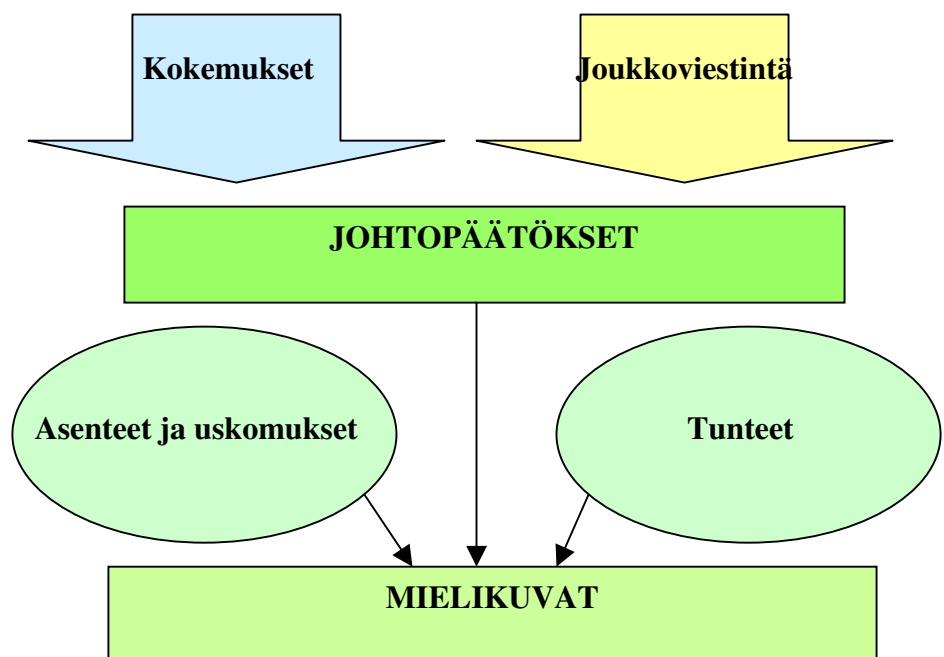 Kokemukset
Joukkoviestintä
JOHTOPÄÄTÖKSET
Asenteet ja uskomukset
Tunteet
MIELIKUVAT